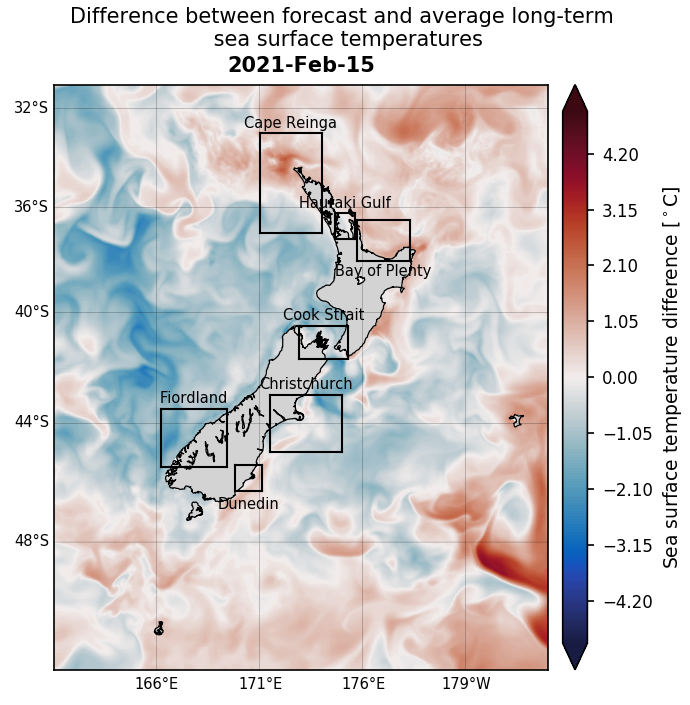 Difference between forecast and average long-term
sea surface temperatures
2021-Feb-15
32°S
36°S
40°S
44°S
48°S
166°E
171°E
176°E
179°W
Cape Reinga
Hauraki Gulf
Bay of Plenty
Cook Strait
Christchurch
Fiordland
Dunedin
4.20
3.15
2.10
1.05
0.00
−1.05
−2.10
−3.15
−4.20
Sea surface temperature difference [°C]